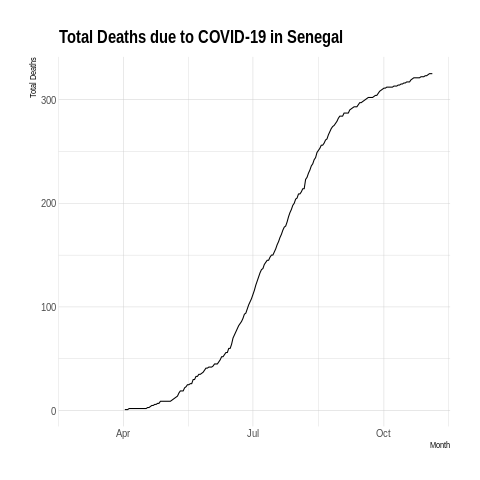 Total Deaths due to COVID-19 in Senegal
Total Deaths
300
200
100
0
Apr Jul Oct
Month